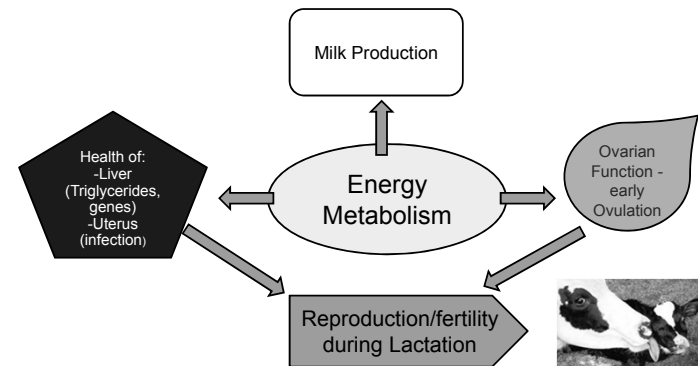 Milk Production
Health of:
-Liver
(Triglycerides,
genes)
-Uterus
(infection)
Energy
Metabolism
Ovarian
Function -
early
Ovulation
Reproduction/fertility
during Lactation